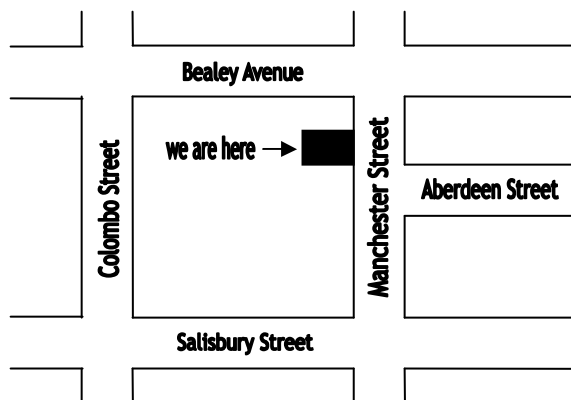 Bealey Avenue
we are here
Colombo Street
Manchester Street
Aberdeen Street
Salisbury Street